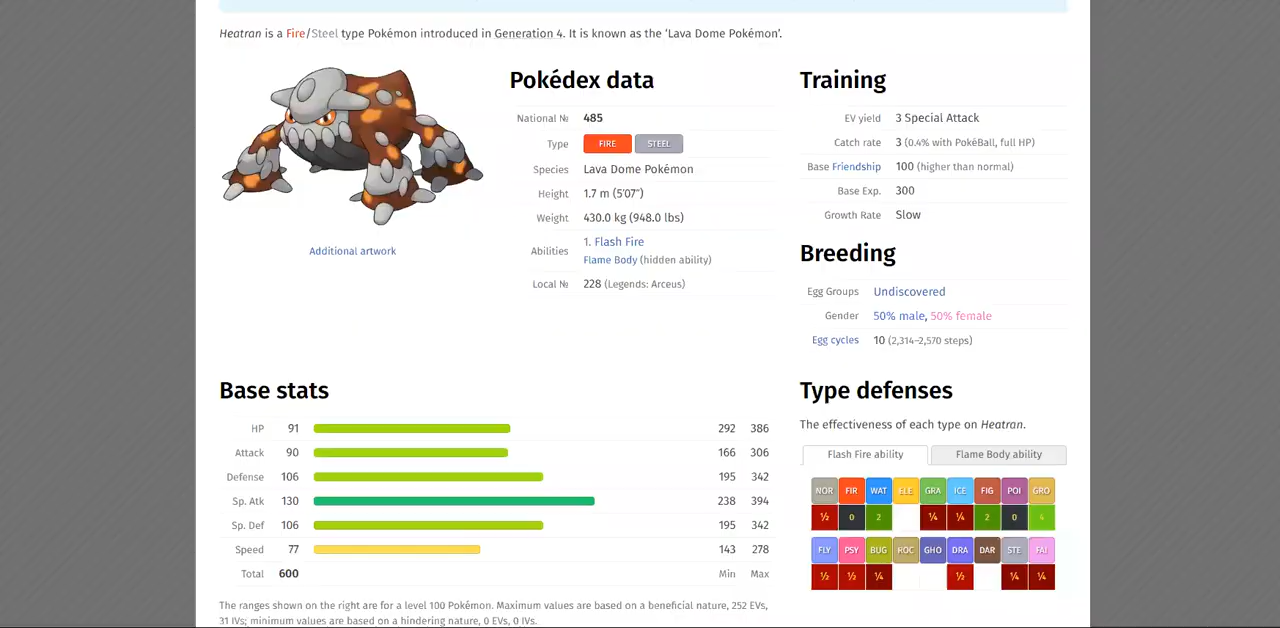 Heatran is a Fire/Steel type Pokémon introduced in Generation 4. It is known as the ‘Lava Dome Pokémon’.
Additional artwork
Pokédex data
National № 485
Type FIRE STEEL
Species Lava Dome Pokémon
Height 1.7 m (5′07″)
Weight 430.0 kg (948.0 lbs)
Abilities 1. Flash Fire
Flame Body (hidden ability)
Local № 228 (Legends: Arceus)
Training
EV yield 3 Special Attack
Catch rate 3 (0.4% with PokéBall, full HP)
Base Friendship 100 (higher than normal)
Base Exp. 300
Growth Rate Slow
Breeding
Egg Groups Undiscovered
Gender 50% male, 50% female
Egg cycles 10 (2,314–2,570 steps)
Base stats
HP 91 292 386
Attack 90 166 306
Defense 106 195 342
Sp. Atk 130 238 394
Sp. Def 106 195 342
Speed 77 143 278
Total 600 Min Max
The ranges shown on the right are for a level 100 Pokémon. Maximum values are based on a beneficial nature, 252 EVs,
31 IVs; minimum values are based on a hindering nature, 0 EVs, 0 IVs.
Type defenses
The effectiveness of each type on Heatran.
Flash Fire ability Flame Body ability
NOR FIR WAT ELE GRA ICE FIG POI GRO
½ 0 2 ¼ ¼ 2 0 4
FLY PSY BUG ROC GHO DRA DAR STE FAI
½ ½ ¼ ½ ¼ ¼